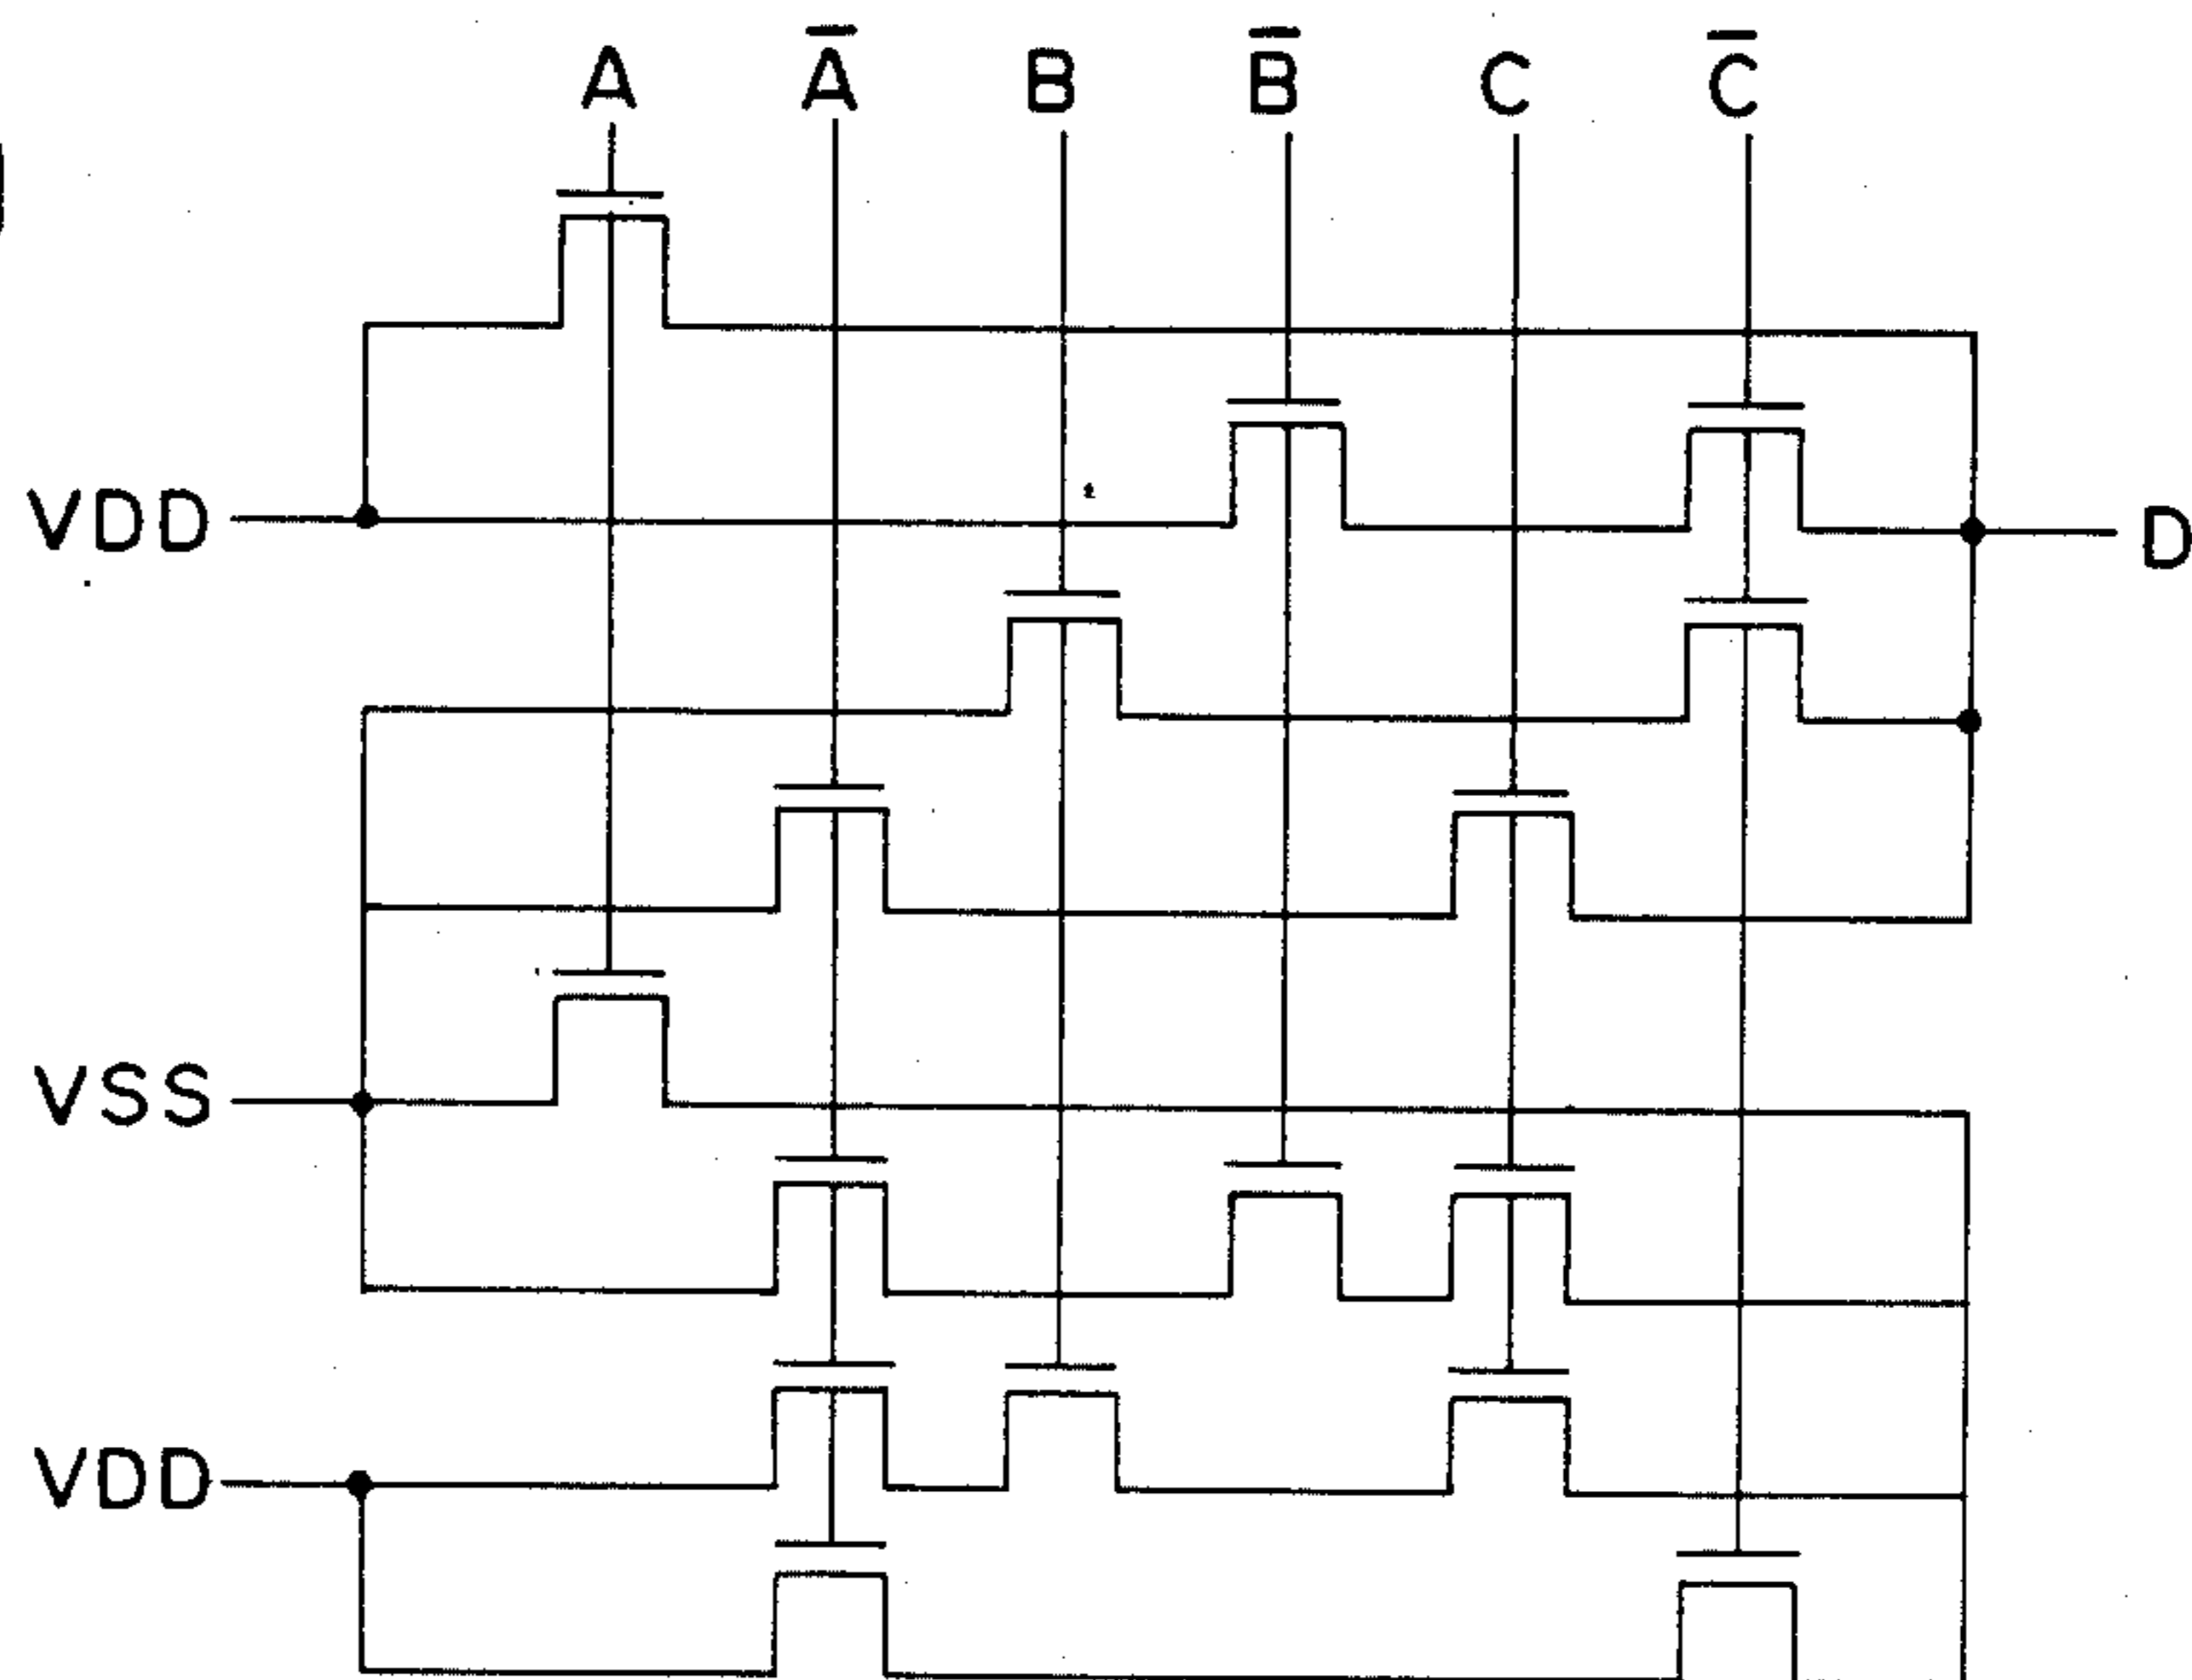 A A̅ B B̅ C C̅
VDD
D
VSS
VDD